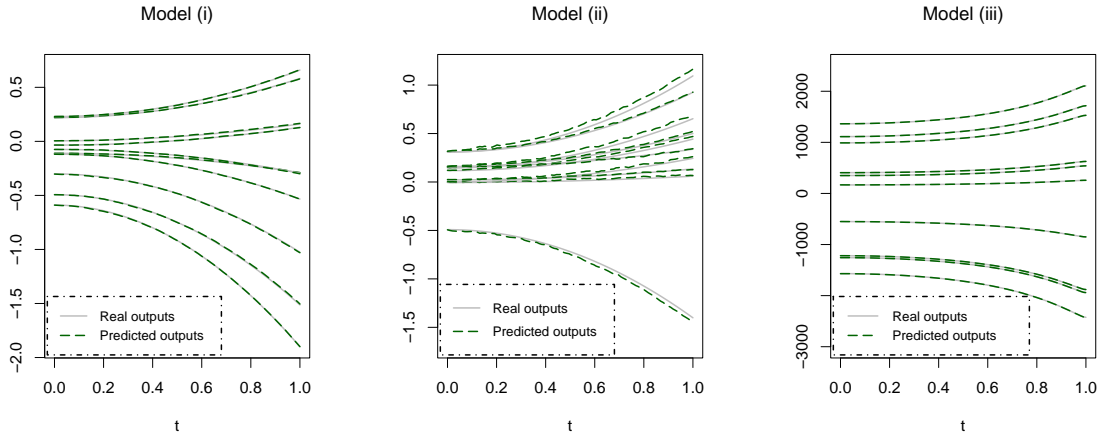 Model (i)
0.5
0.0
−0.5
−1.0
−1.5
−2.0
Real outputs
Predicted outputs
0.0 0.2 0.4 0.6 0.8 1.0
t
Model (ii)
1.0
0.5
0.0
−0.5
−1.0
−1.5
Real outputs
Predicted outputs
0.0 0.2 0.4 0.6 0.8 1.0
t
Model (iii)
2000
1000
0
−1000
−3000
Real outputs
Predicted outputs
0.0 0.2 0.4 0.6 0.8 1.0
t